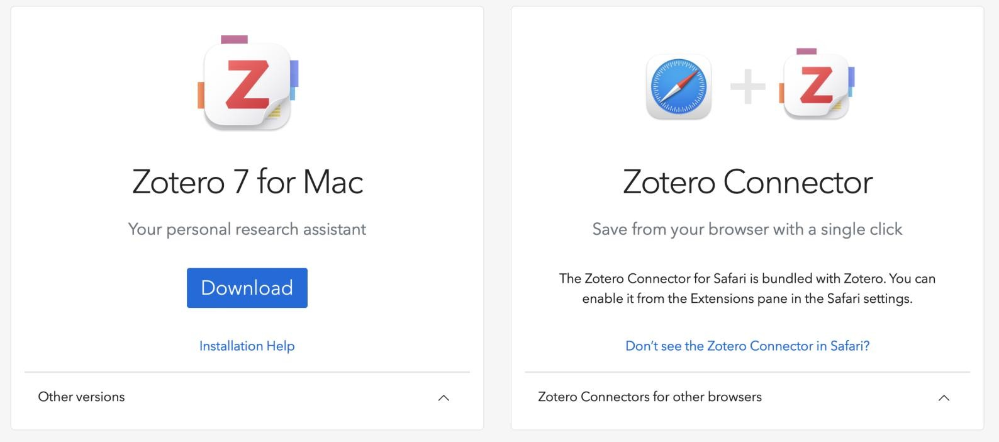 Z
Zotero 7 for Mac
Your personal research assistant
Download
Installation Help
Other versions
Z
Zotero Connector
Save from your browser with a single click
The Zotero Connector for Safari is bundled with Zotero. You can
enable it from the Extensions pane in the Safari settings.
Don’t see the Zotero Connector in Safari?
Zotero Connectors for other browsers